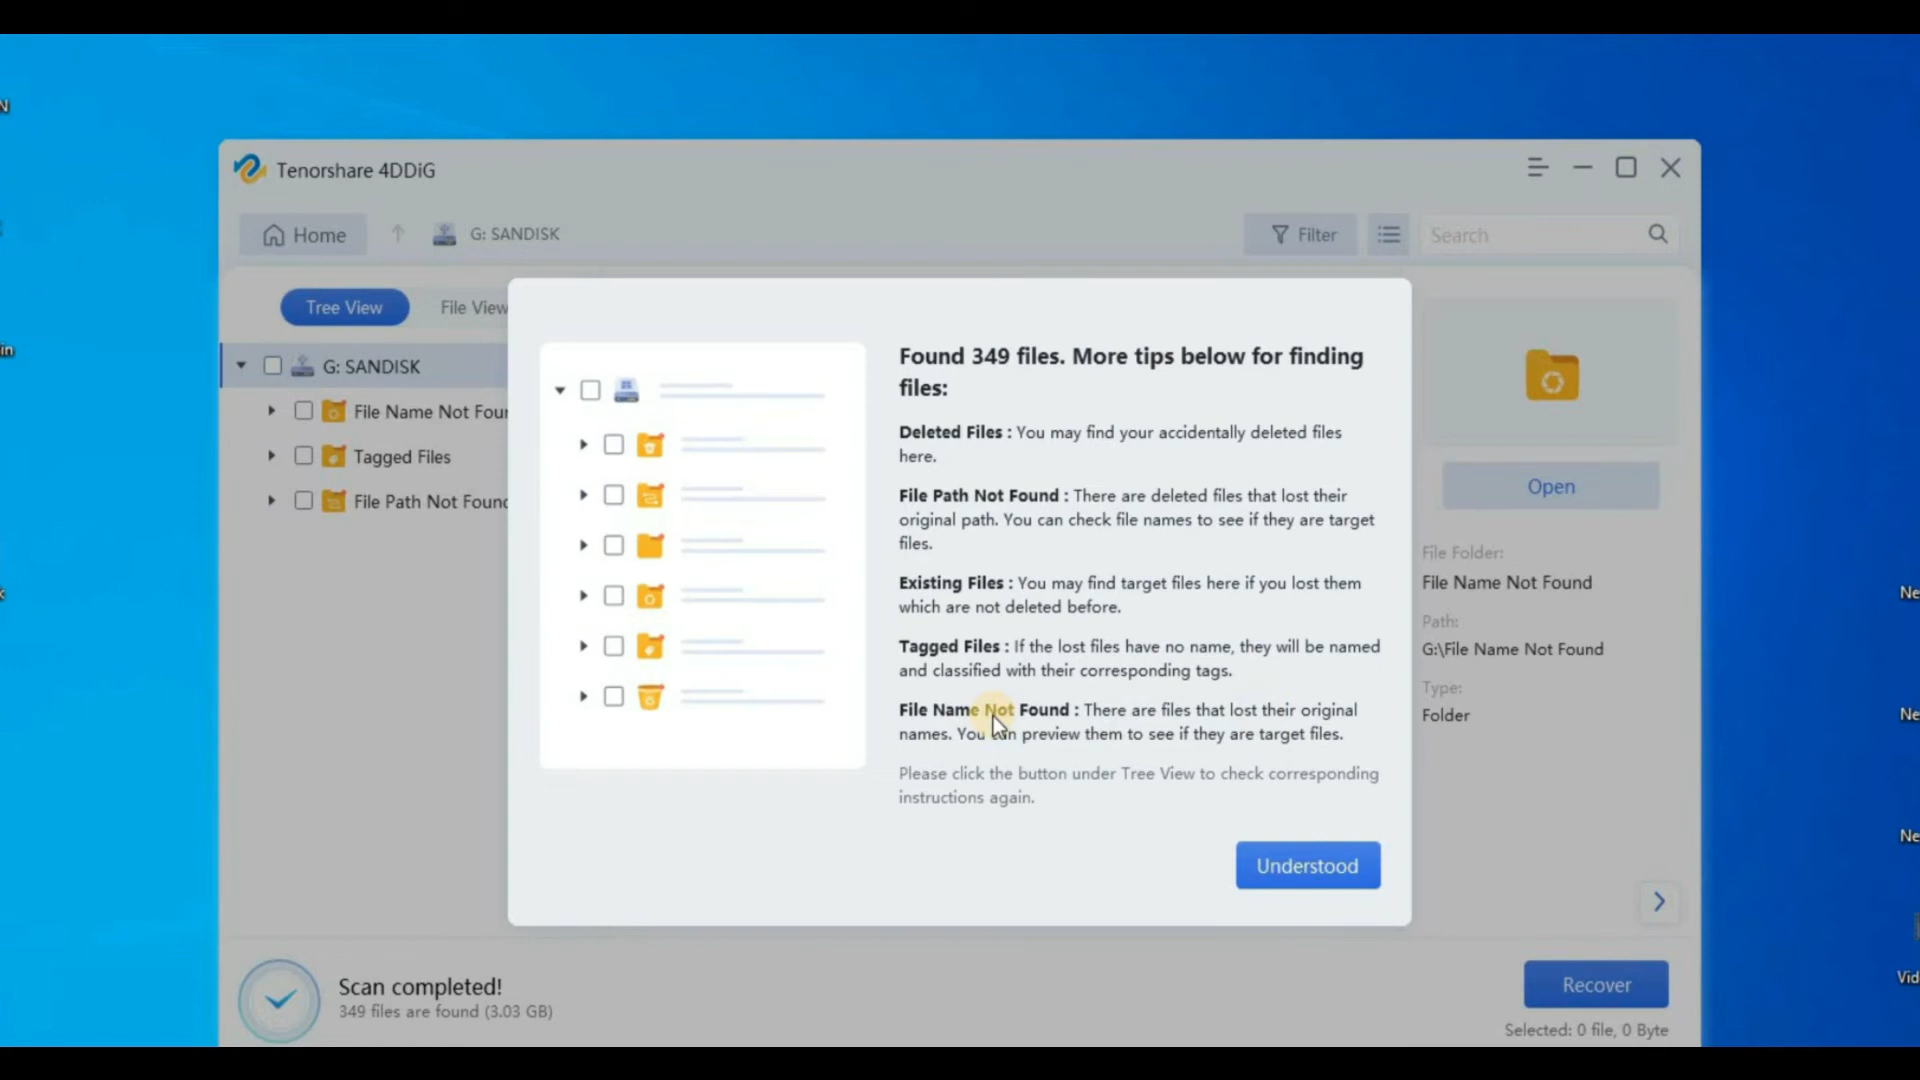 N
in
k
Tenorshare 4DDiG
Home
G: SANDISK
Filter
Search
Tree View
File View
G: SANDISK
File Name Not Four
Tagged Files
File Path Not Found
Found 349 files. More tips below for finding
files:
Deleted Files : You may find your accidentally deleted files
here.
File Path Not Found : There are deleted files that lost their
original path. You can check file names to see if they are target
files.
Existing Files : You may find target files here if you lost them
which are not deleted before.
Tagged Files : If the lost files have no name, they will be named
and classified with their corresponding tags.
File Name Not Found : There are files that lost their original
names. You can preview them to see if they are target files.
Please click the button under Tree View to check corresponding
instructions again.
Understood
Open
File Folder:
File Name Not Found
Path:
G:\File Name Not Found
Type:
Folder
Scan completed!
349 files are found (3.03 GB)
Recover
Selected: 0 file, 0 Byte
Ne
Ne
Ne
Vid